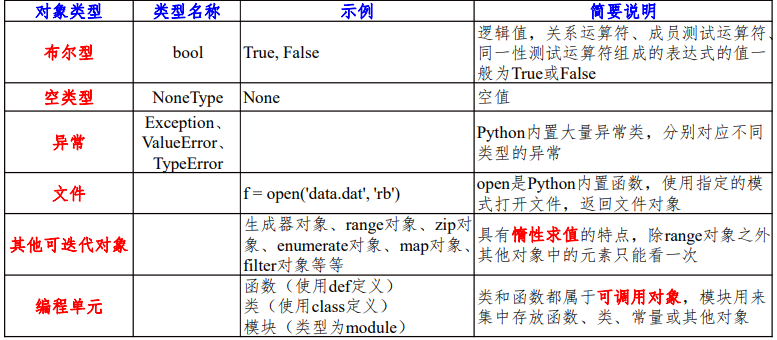 对象类型 类型名称 示例 简要说明
布尔型 bool True, False 逻辑值，关系运算符、成员测试运算符、
同一性测试运算符组成的表达式的值一
般为True或False
空类型 NoneType None 空值
异常 Exception、
ValueError、
TypeError
Python内置大量异常类，分别对应不同
类型的异常
文件 f = open('data.dat', 'rb') open是Python内置函数，使用指定的模
式打开文件，返回文件对象
其他可迭代对象 生成器对象、range对象、zip对
象、enumerate对象、map对象、
filter对象等等
具有惰性求值的特点，除range对象之外
其他对象中的元素只能看一次
编程单元 函数（使用def定义）
类（使用class定义）
模块（类型为module）
类和函数都属于可调用对象，模块用来
集中存放函数、类、常量或其他对象